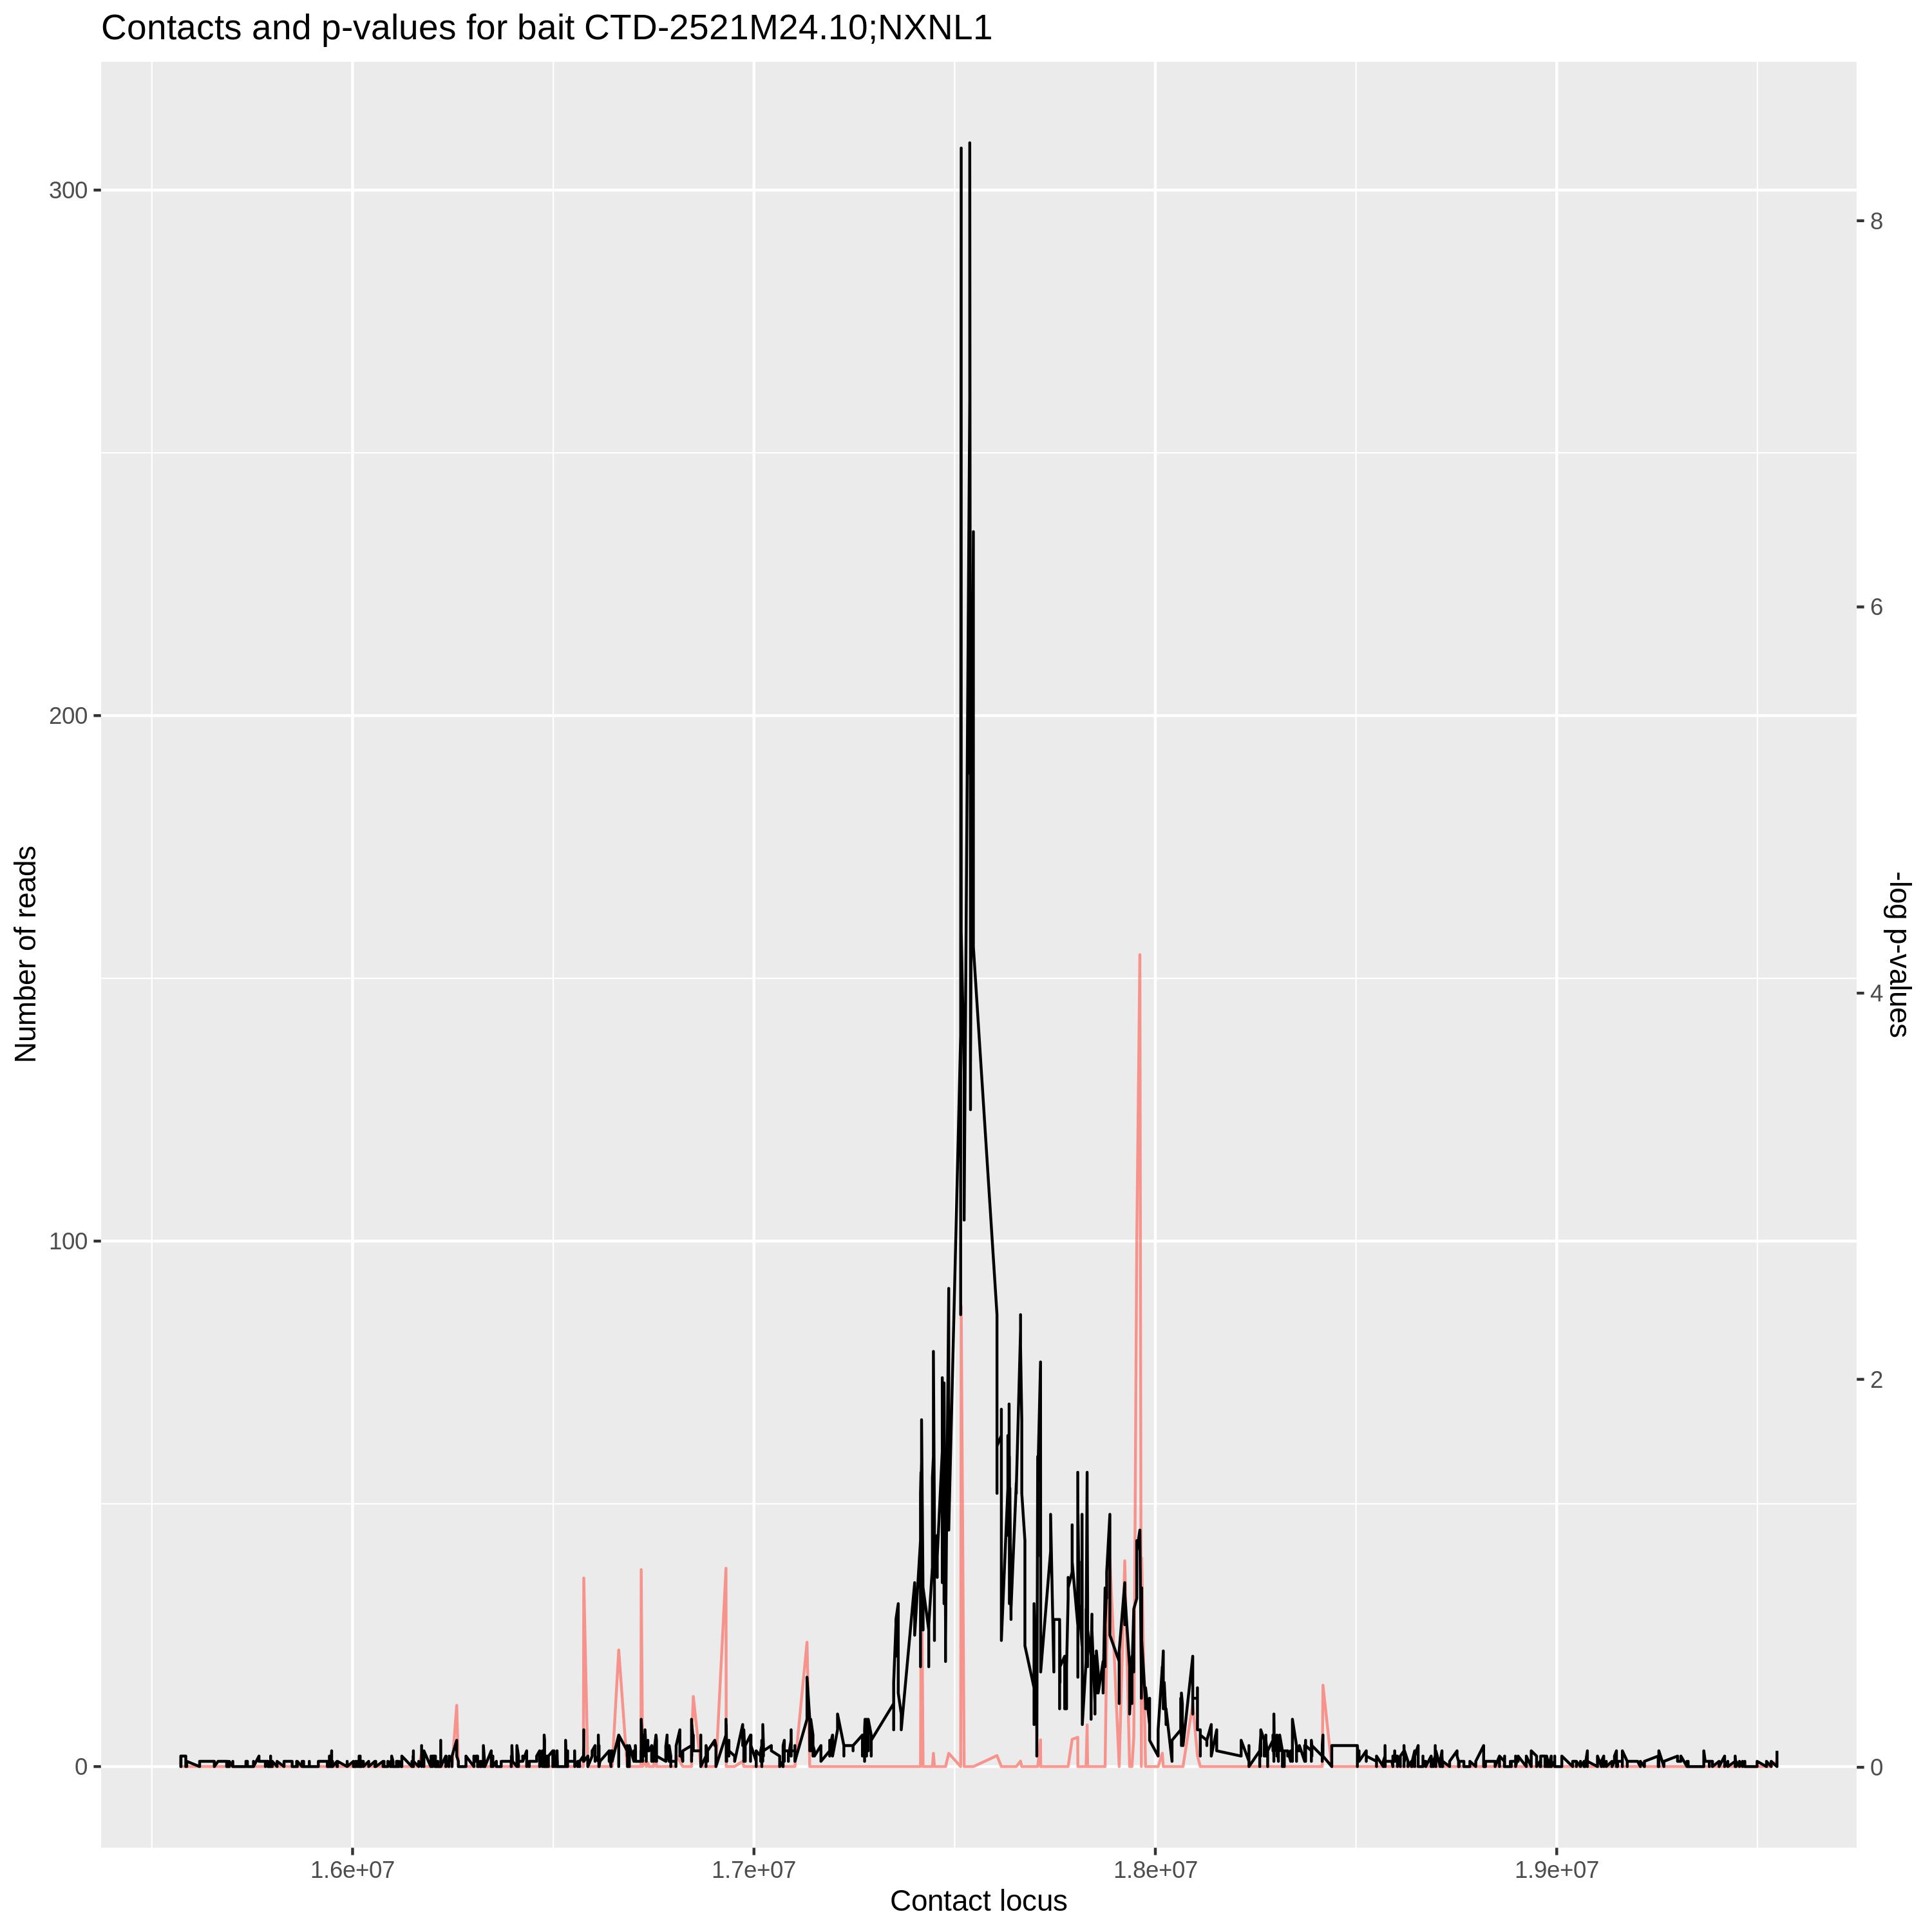 Contacts and p-values for bait CTD-2521M24.10;NXNL1
300
200
100
0
Number of reads
8
6
4
2
0
-log p-values
1.6e+07
1.7e+07
1.8e+07
1.9e+07
Contact locus